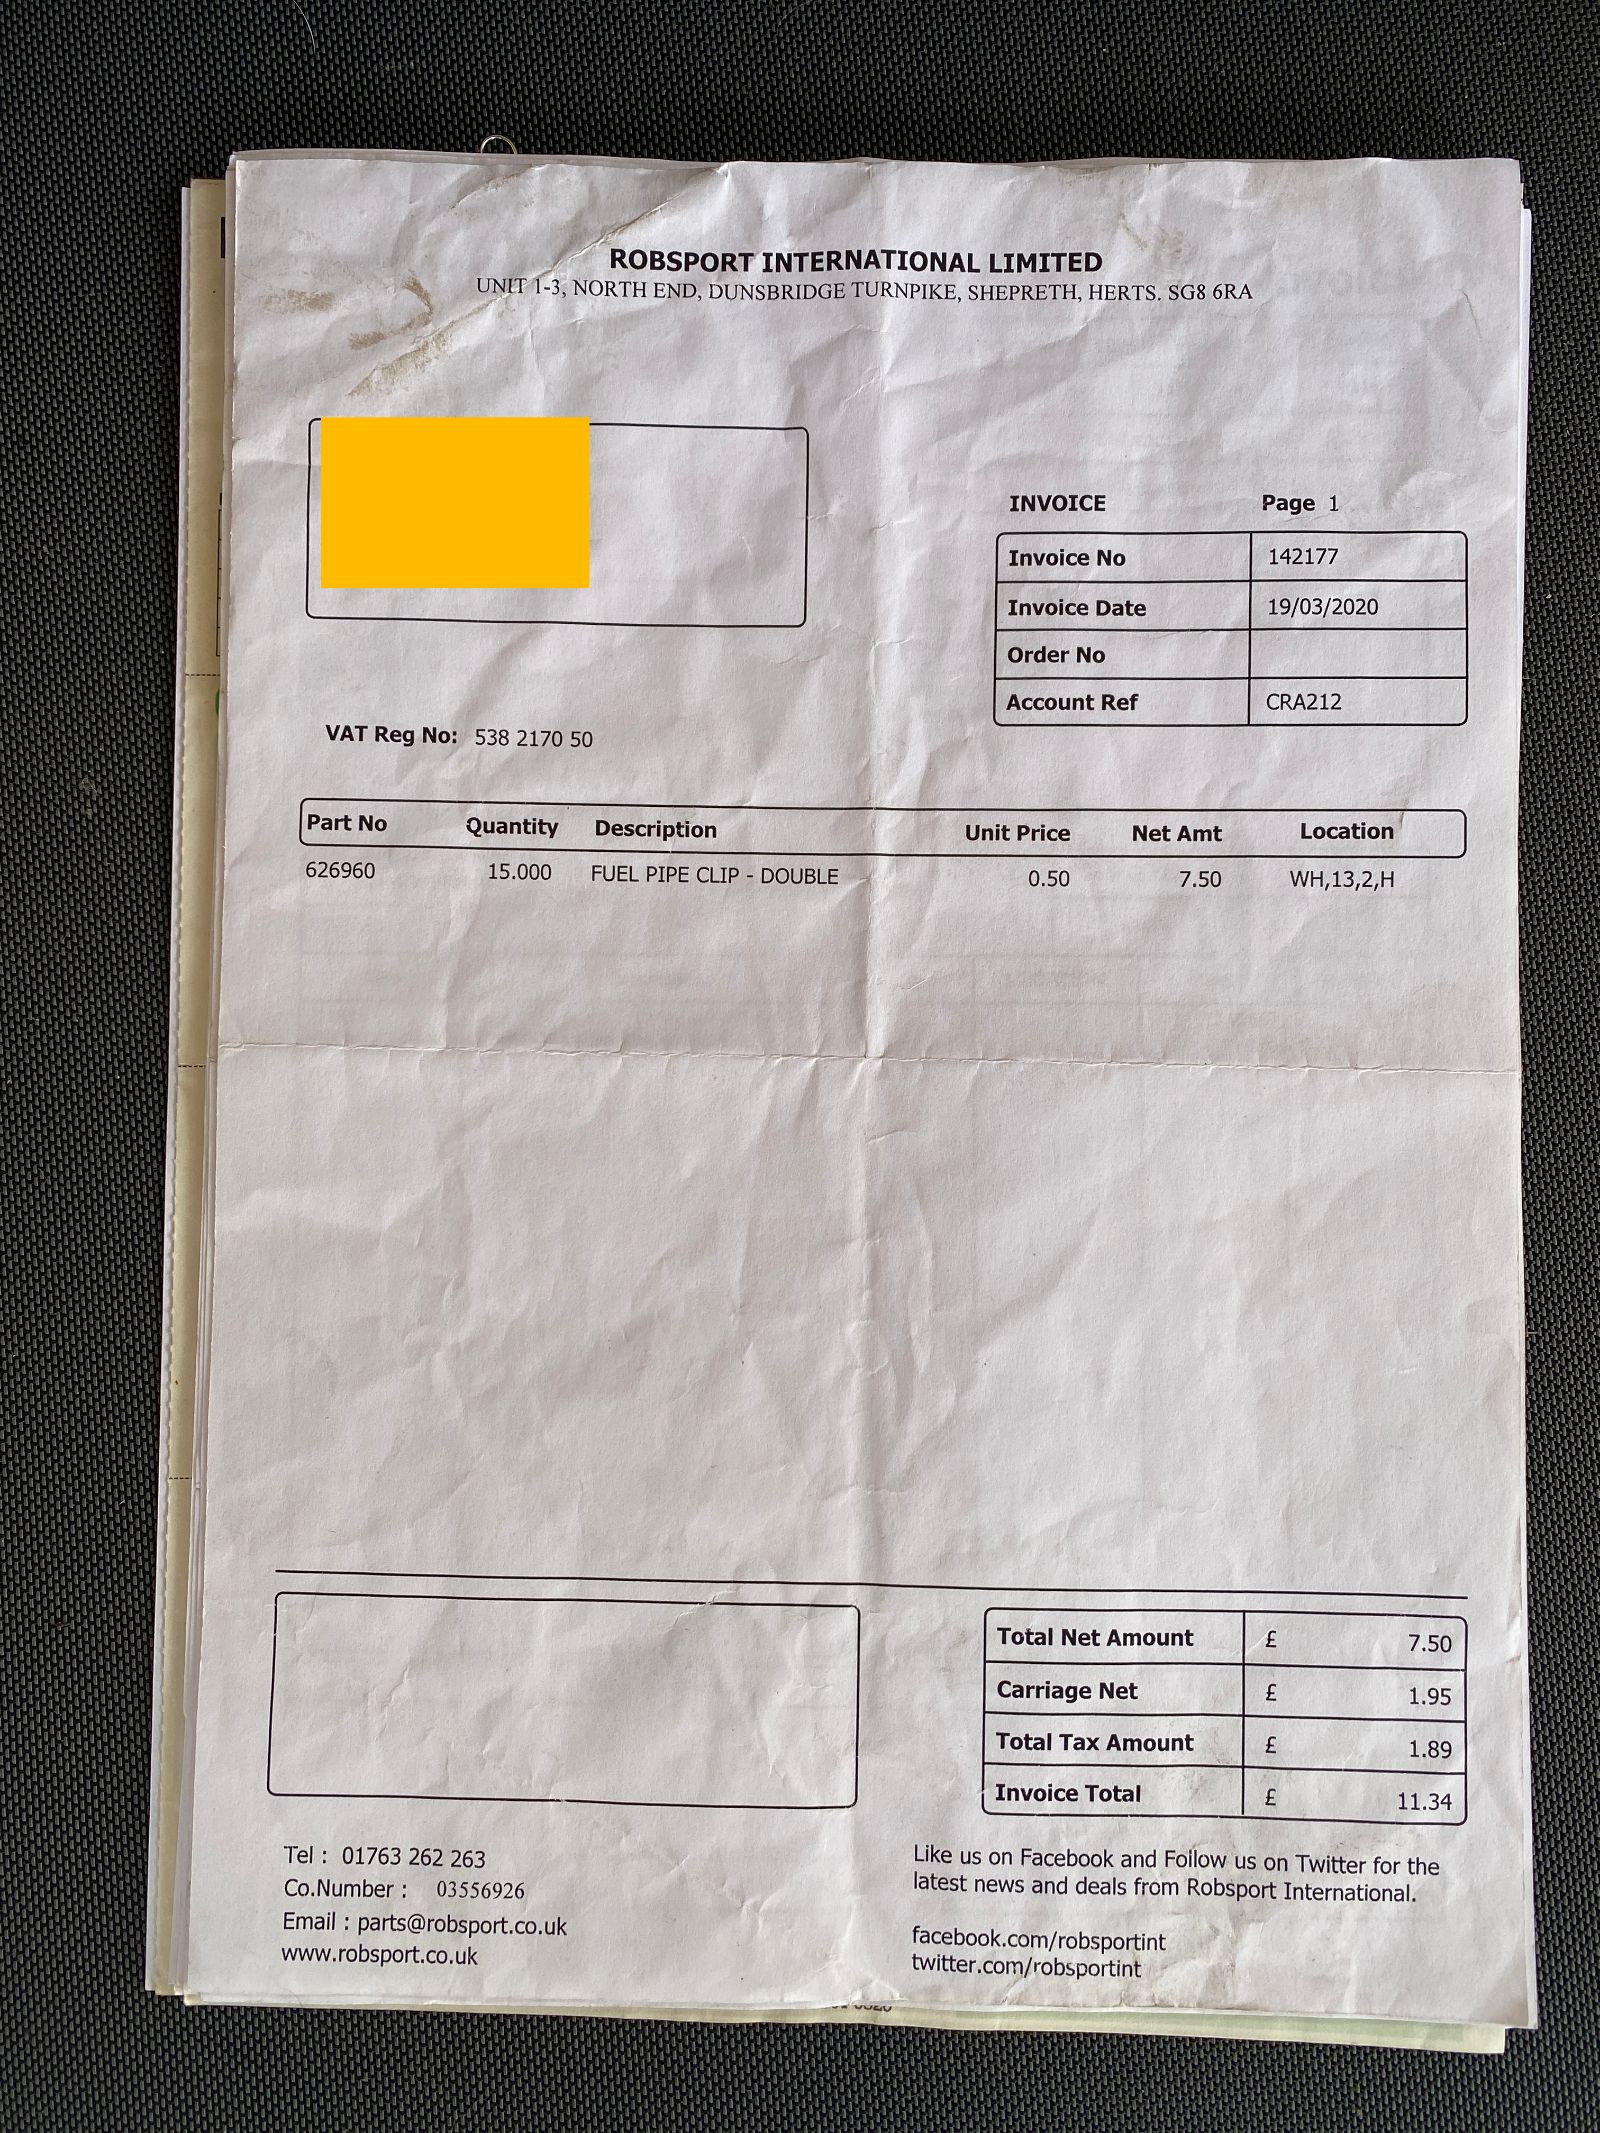 ROBSPORT INTERNATIONAL LIMITED
UNIT 1-3, NORTH END, DUNSBRIDGE TURNPIKE, SHEPRETH, HERTS. SG8 6RA
INVOICE Page 1
Invoice No 142177
Invoice Date 19/03/2020
Order No
Account Ref CRA212
VAT Reg No: 538 2170 50
Part No Quantity Description Unit Price Net Amt Location
626960 15.000 FUEL PIPE CLIP - DOUBLE 0.50 7.50 WH,13,2,H
Total Net Amount £ 7.50
Carriage Net £ 1.95
Total Tax Amount £ 1.89
Invoice Total £ 11.34
Tel : 01763 262 263
Co.Number : 03556926
Email : parts@robsport.co.uk
www.robsport.co.uk
Like us on Facebook and Follow us on Twitter for the
latest news and deals from Robsport International.
facebook.com/robsportint
twitter.com/robsportint